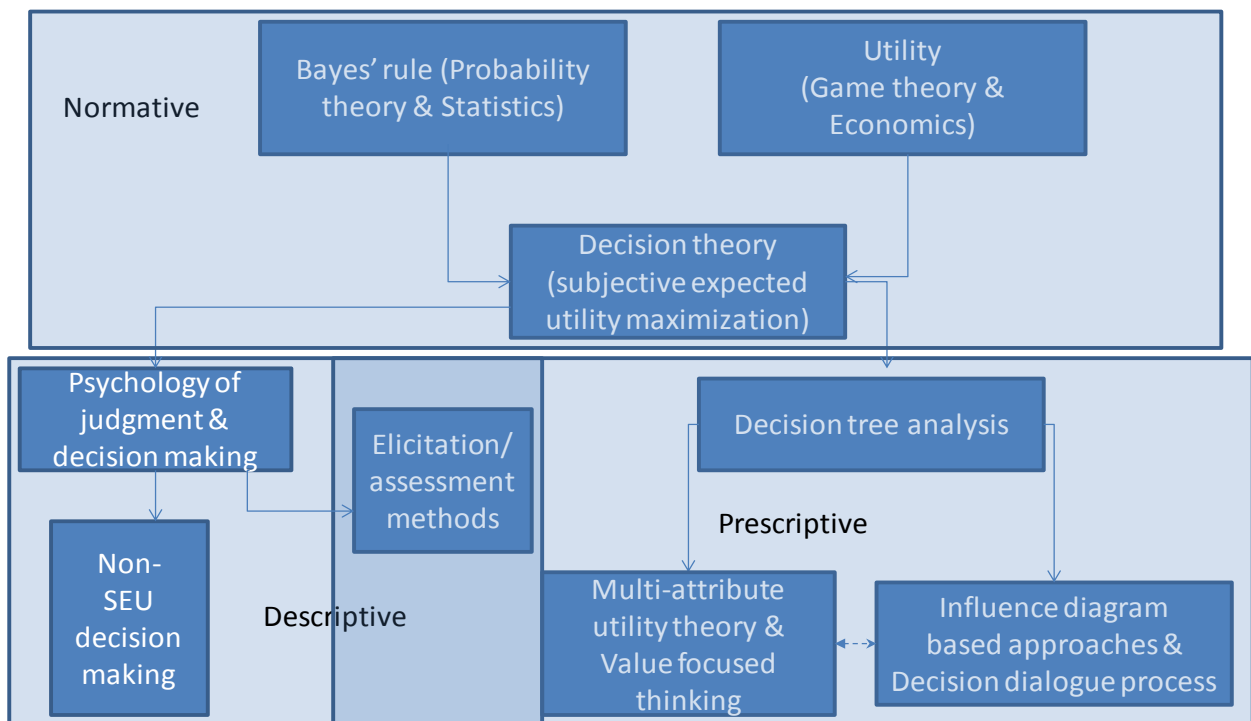 Normative
Bayes' rule (Probability
theory & Statistics)
Utility
(Game theory &
Economics)
Decision theory
(subjective expected
utility maximization)
Psychology of
judgment &
decision making
Elicitation/
assessment
methods
Decision tree analysis
Prescriptive
Non-
SEU
decision
making
Descriptive
Multi-attribute
utility theory &
Value focused
thinking
Influence diagram
based approaches &
Decision dialogue process